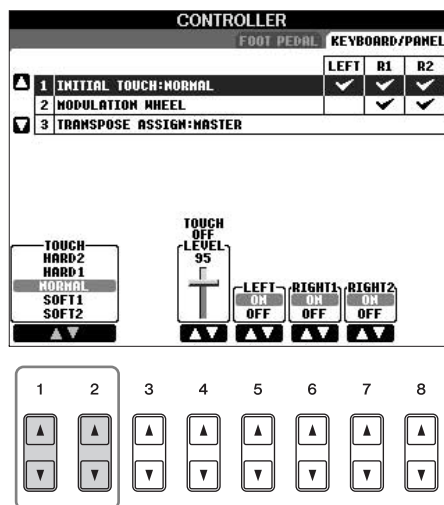 CONTROLLER
FOOT PEDAL KEYBOARD/PANEL
LEFT R1 R2
1 INITIAL TOUCH:NORMAL
2 MODULATION WHEEL
3 TRANSPOSE ASSIGN:MASTER
TOUCH
HARD2
HARD1
NORMAL
SOFT1
SOFT2
TOUCH
OFF
LEVEL
95
LEFT
ON
OFF
RIGHT1
ON
OFF
RIGHT2
ON
OFF
1 2 3 4 5 6 7 8